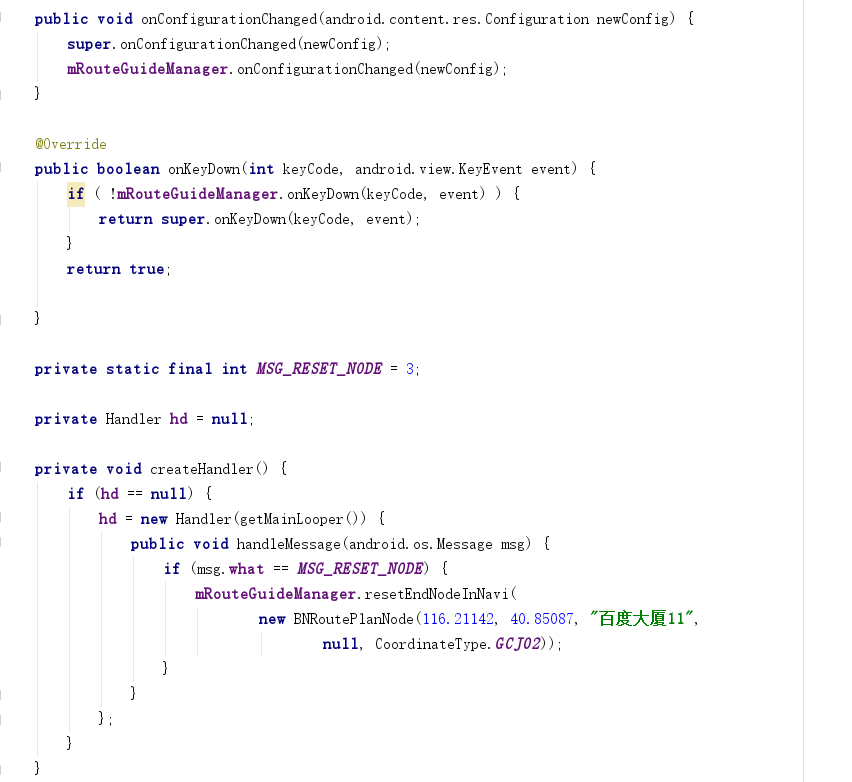 public void onConfigurationChanged(android.content.res.Configuration newConfig) {
super.onConfigurationChanged(newConfig);
mRouteGuideManager.onConfigurationChanged(newConfig);
}
@Override
public boolean onKeyDown(int keyCode, android.view.KeyEvent event) {
if ( !mRouteGuideManager.onKeyDown(keyCode, event) ) {
return super.onKeyDown(keyCode, event);
}
return true;
}
private static final int MSG_RESET_NODE = 3;
private Handler hd = null;
private void createHandler() {
if (hd == null) {
hd = new Handler(getMainLooper()) {
public void handleMessage(android.os.Message msg) {
if (msg.what == MSG_RESET_NODE) {
mRouteGuideManager.resetEndNodeInNavi(
new BNRoutePlanNode(116.21142, 40.85087, "百度大厦11",
null, CoordinateType.GCJ02));
}
}
};
}
}